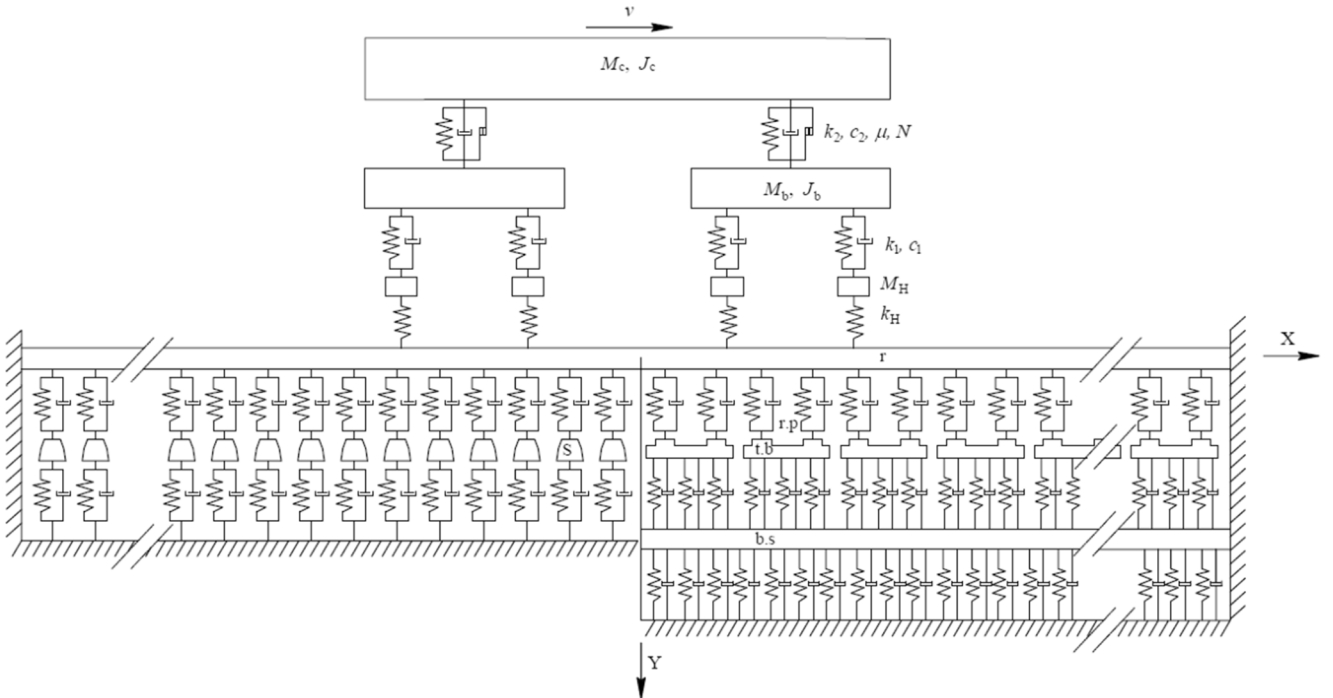 v
Mc, Jc
k2, c2, μ, N
Mb, Jb
k1, c1
MH
kH
X
r
r.p
S
t.b
b.s
Y